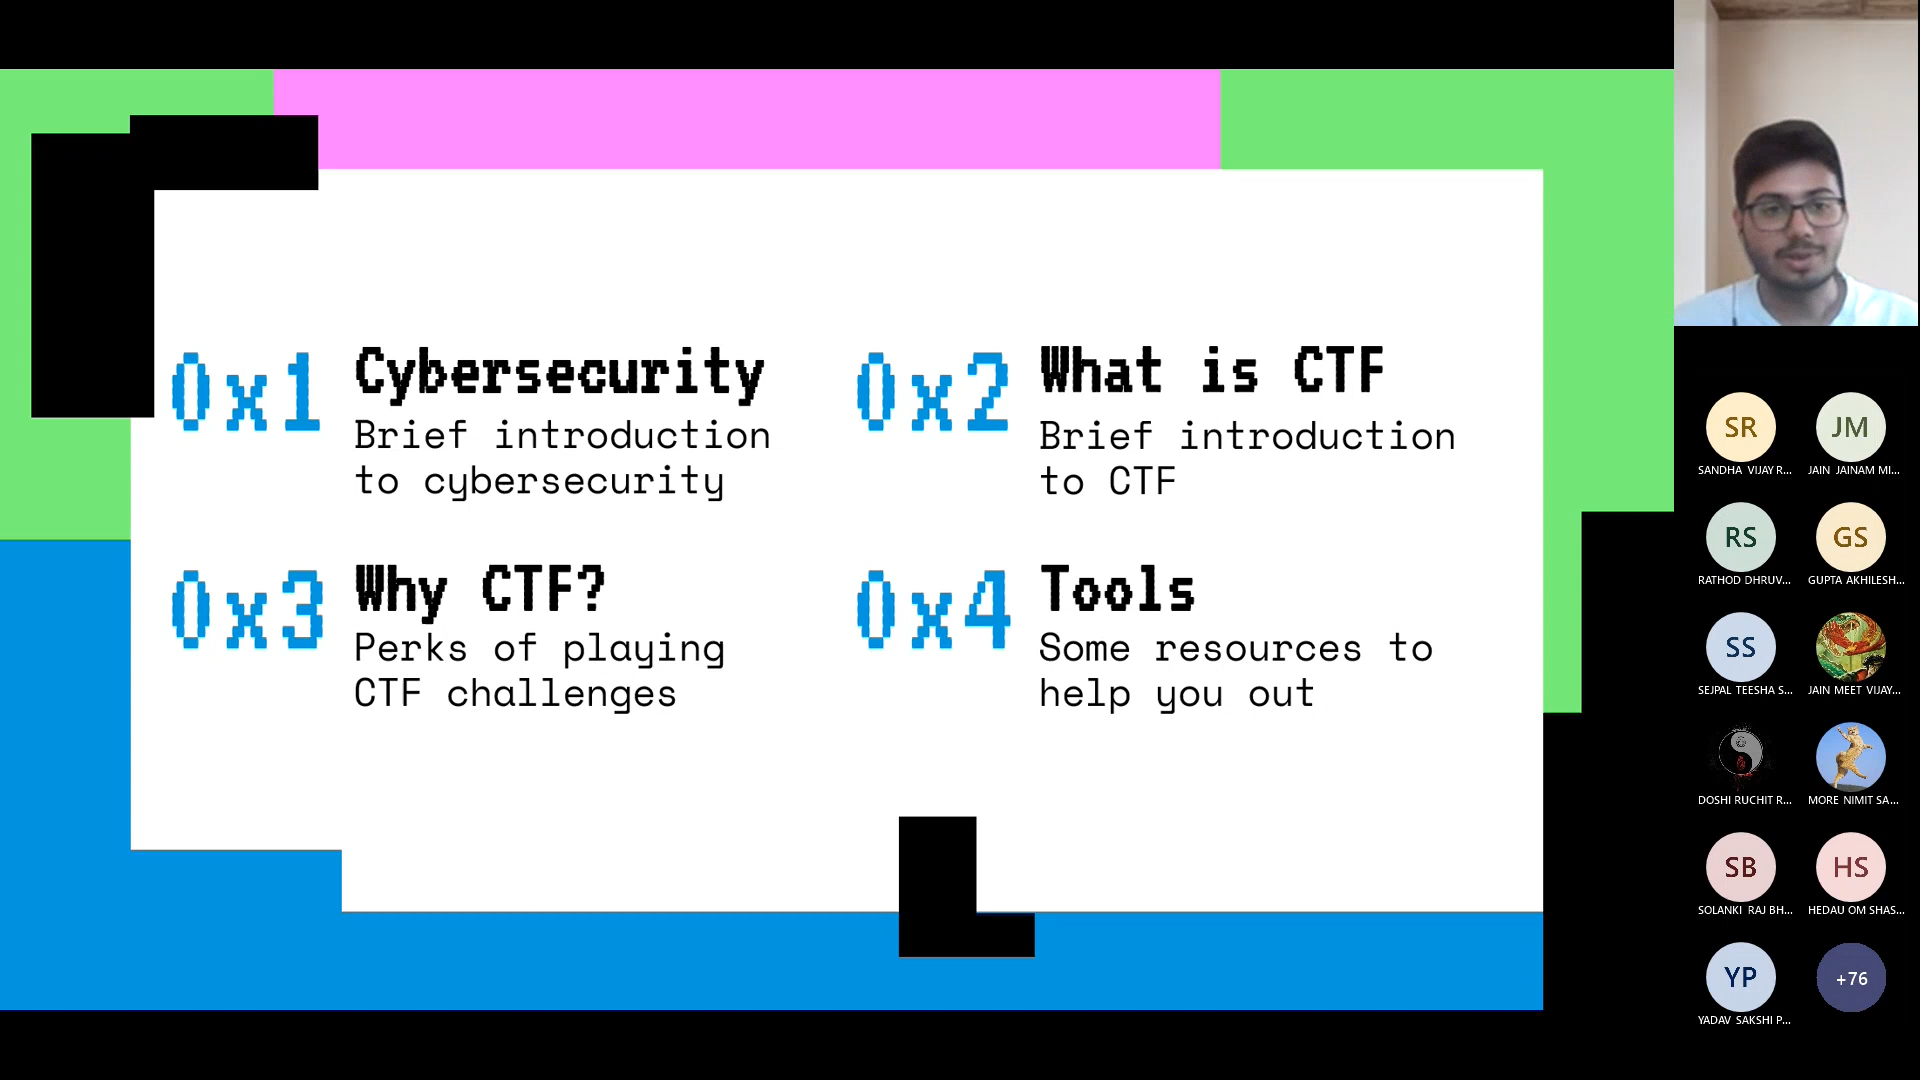 0x1
Cybersecurity
Brief introduction
to cybersecurity
0x2
What is CTF
Brief introduction
to CTF
0x3
Why CTF?
Perks of playing
CTF challenges
0x4
Tools
Some resources to
help you out
SR
SANDHA VIJAY R...
JM
JAIN JAINAM MI...
RS
RATHOD DHRUV...
GS
GUPTA AKHILESH...
SS
SEJPAL TEESHA S...
JAIN MEET VIJAY...
DOSHI RUCHIT R...
MORE NIMIT SA...
SB
SOLANKI RAJ BH...
HS
HEDAU OM SHAS...
YP
YADAV SAKSHI P...
+76